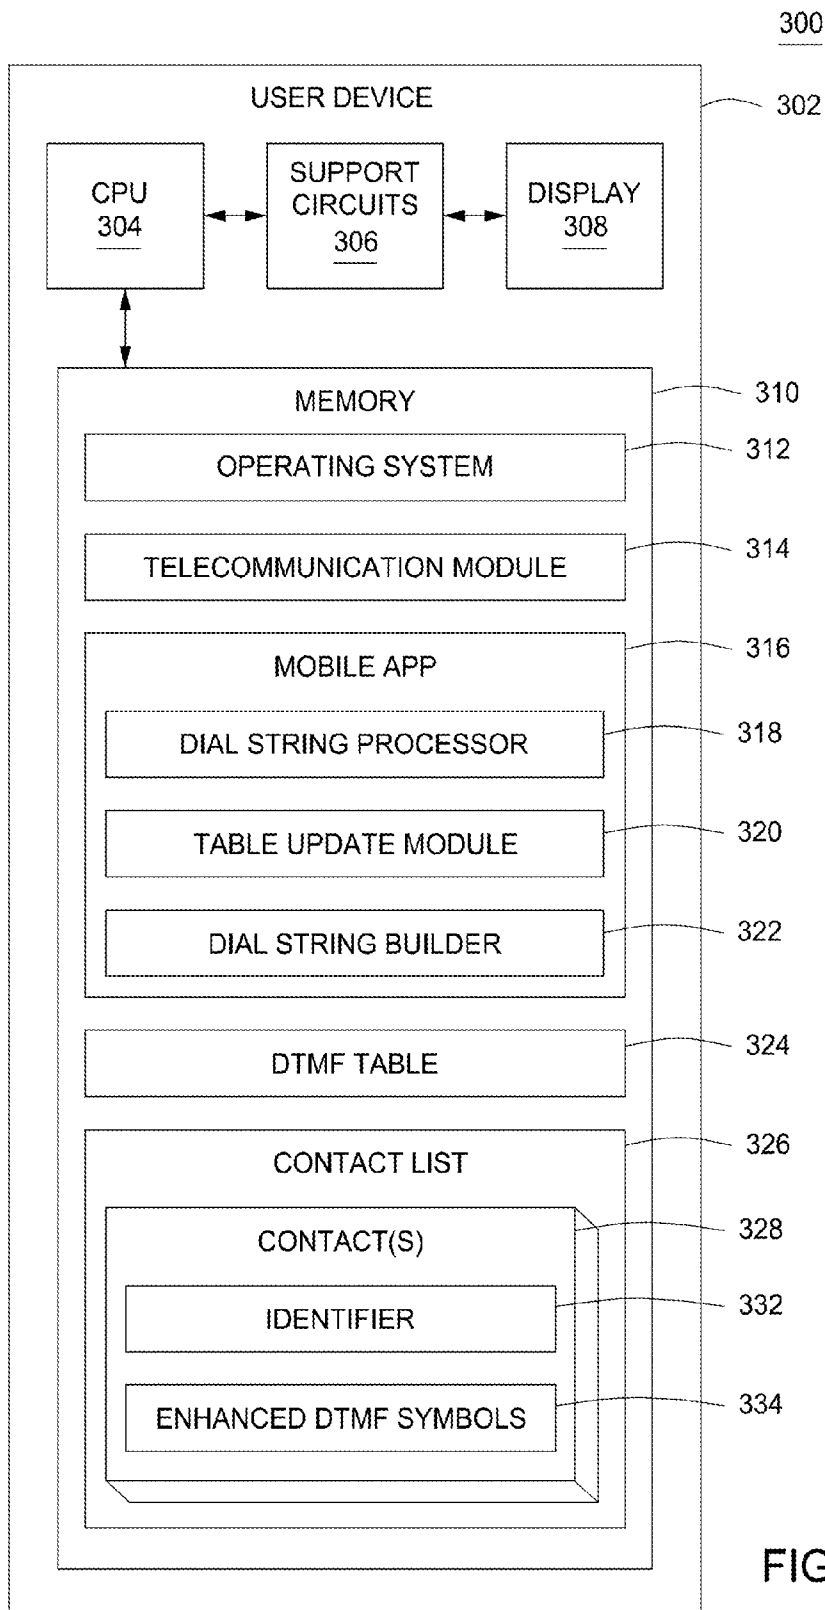 300
USER DEVICE
302
CPU
304
SUPPORT
CIRCUITS
306
DISPLAY
308
MEMORY
310
OPERATING SYSTEM
312
TELECOMMUNICATION MODULE
314
MOBILE APP
316
DIAL STRING PROCESSOR
318
TABLE UPDATE MODULE
320
DIAL STRING BUILDER
322
DTMF TABLE
324
CONTACT LIST
326
CONTACT(S)
328
IDENTIFIER
332
ENHANCED DTMF SYMBOLS
334
FIG